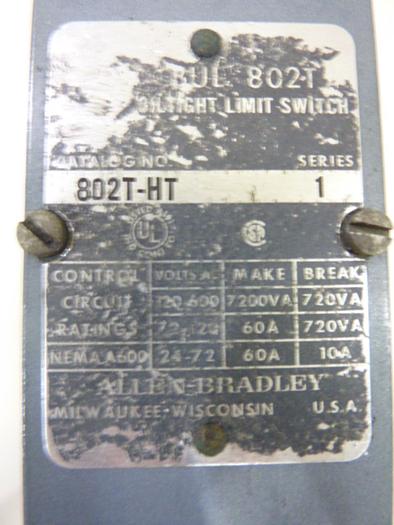 BUL 802T
OILTIGHT LIMIT SWITCH
CATALOG NO. SERIES
802T-HT 1
UL
CONTROL VOLTS AC MAKE BREAK
CIRCUIT 120-600 7200VA 720VA
RATINGS 72-120 60A 720VA
NEMA A600 24-72 60A 10A
ALLEN-BRADLEY
MILWAUKEE-WISCONSIN U.S.A.